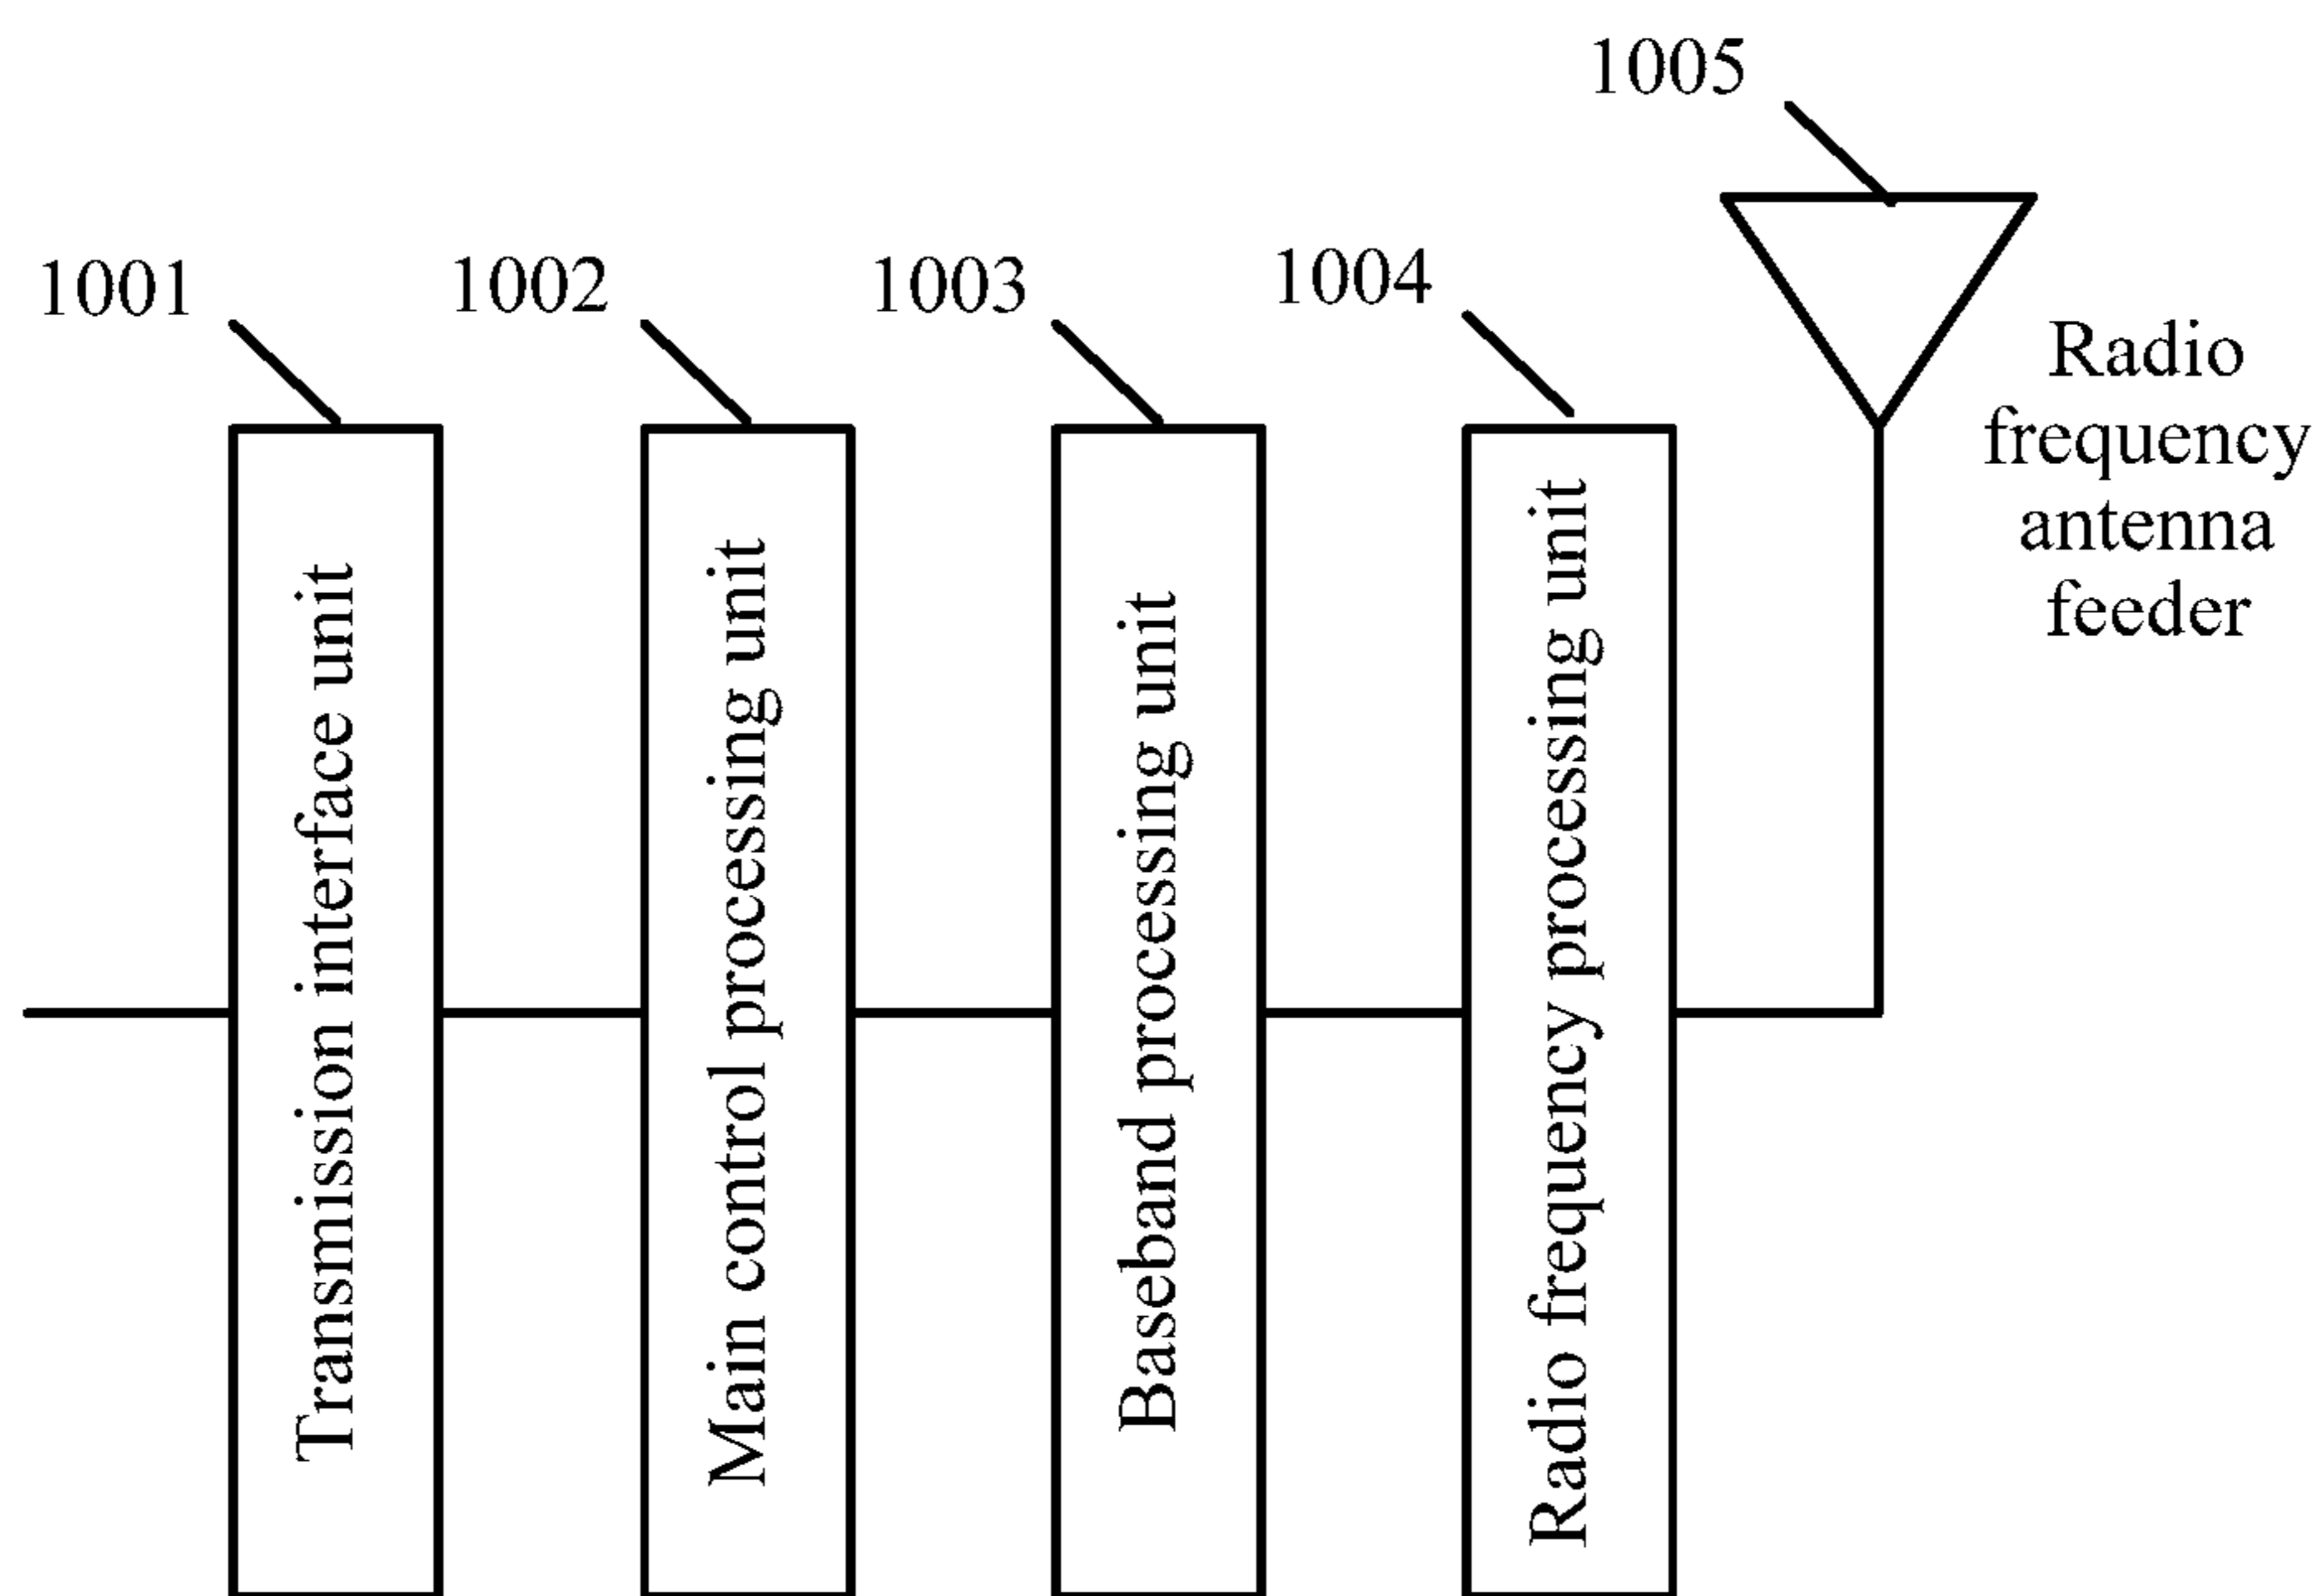 1005
1001
1002
1003
1004
Radio
frequency
antenna
feeder
Transmission interface unit
Main control processing unit
Baseband processing unit
Radio frequency processing unit